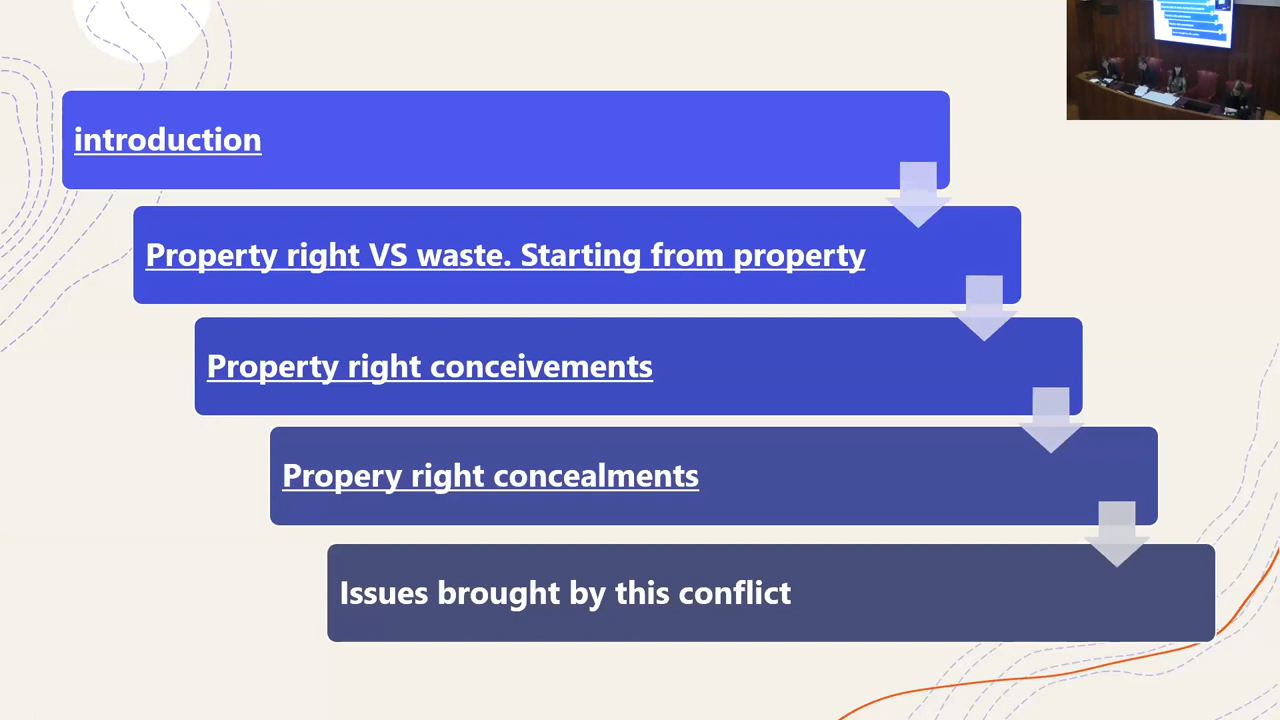 introduction
Property right VS waste. Starting from property
Property right conceivements
Propery right concealments
Issues brought by this conflict